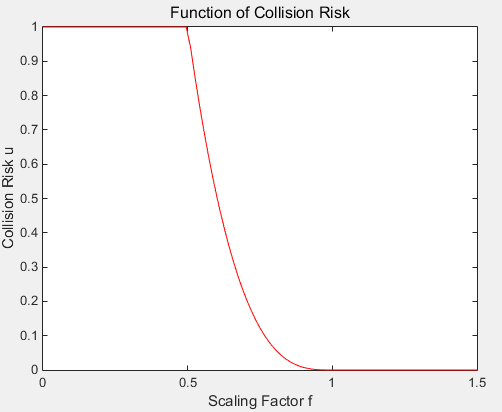 Function of Collision Risk
1
0.9
0.8
0.7
0.6
0.5
0.4
0.3
0.2
0.1
0
Collision Risk u
0 0.5 1 1.5
Scaling Factor f